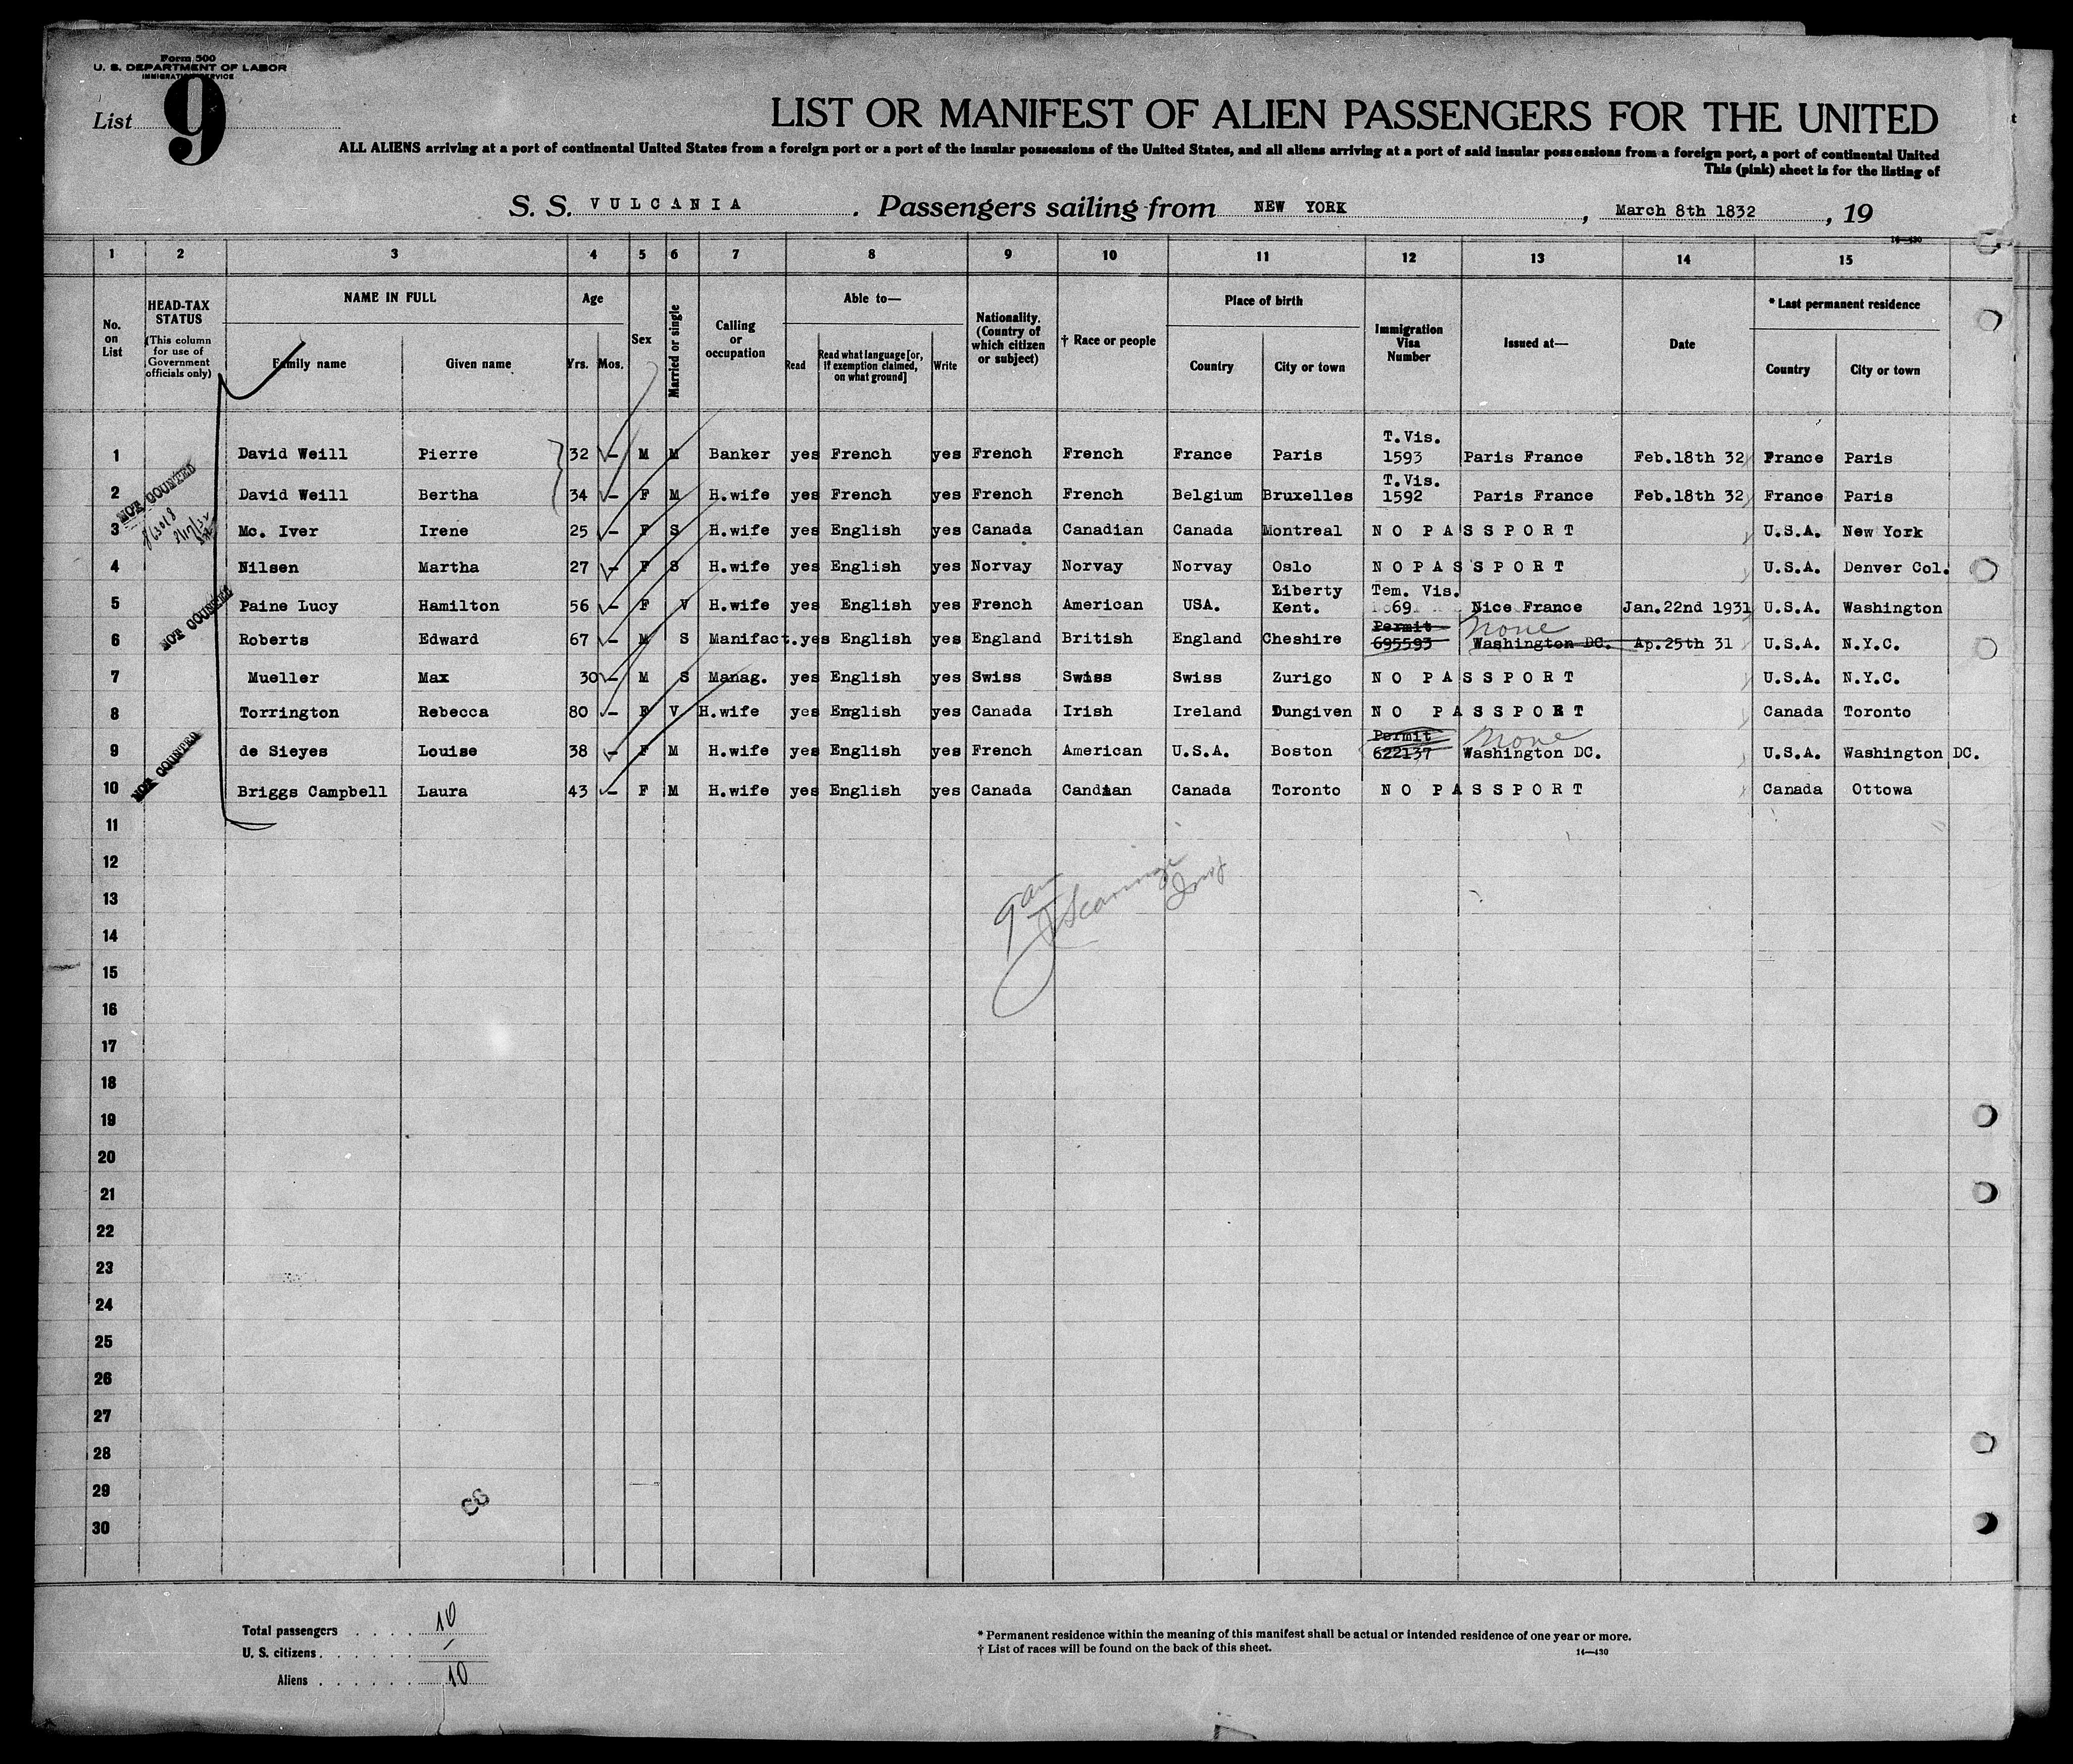 Form 500
U. S. DEPARTMENT OF LABOR
IMMIGRATION SERVICE
List 9
LIST OR MANIFEST OF ALIEN PASSENGERS FOR THE UNITED
ALL ALIENS arriving at a port of continental United States from a foreign port or a port of the insular possessions of the United States, and all aliens arriving at a port of said insular possessions from a foreign port, a port of continental United
This (pink) sheet is for the listing of
S. S. VULCANIA. Passengers sailing from NEW YORK, March 8th 1832, 19
16—430
1 2 3 4 5 6 7 8 9 10 11 12 13 14 15
No. on List
HEAD-TAX STATUS
(This column for use of Government officials only)
NAME IN FULL
Family name Given name
Age
Yrs. Mos.
Sex
Married or single
Calling or occupation
Able to—
Read Read what language [or, if exemption claimed, on what ground] Write
Nationality. (Country of which citizen or subject)
† Race or people
Place of birth
Country City or town
Immigration Visa Number
Issued at—
Date
* Last permanent residence
Country City or town
T.Vis.
1 David Weill Pierre 32 - M M Banker yes French yes French French France Paris 1593 Paris France Feb.18th 32 France Paris
T.Vis.
2 David Weill Bertha 34 - F M H.wife yes French yes French French Belgium Bruxelles 1592 Paris France Feb.18th 32 France Paris
NOT COUNTED
3 Mc. Iver Irene 25 - F S H.wife yes English yes Canada Canadian Canada Montreal NO PASSPORT U.S.A. New York
4 Nilsen Martha 27 - F S H.wife yes English yes Norvay Norvay Norvay Oslo NOPASSPORT U.S.A. Denver Col.
Liberty Tem. Vis.
5 Paine Lucy Hamilton 56 - F V H.wife yes English yes French American USA. Kent. 69 Nice France Jan.22nd 1931 U.S.A. Washington
NOT COUNTED
Permit None
6 Roberts Edward 67 - M S Manifact. yes English yes England British England Cheshire 695593 Washington DC. Ap.25th 31 U.S.A. N.Y.C.
7 Mueller Max 30 - M S Manag. yes English yes Swiss Swiss Swiss Zurigo NO PASSPORT U.S.A. N.Y.C.
8 Torrington Rebecca 80 - F V H.wife yes English yes Canada Irish Ireland Dungiven NO PASSPORT Canada Toronto
Permit None
9 de Sieyes Louise 38 - F M H.wife yes English yes French American U.S.A. Boston 622137 Washington DC. U.S.A. Washington DC.
NOT COUNTED
10 Briggs Campbell Laura 43 - F M H.wife yes English yes Canada Candian Canada Toronto NO PASSPORT Canada Ottowa
11
12
13
14
15
16
17
18
19
20
21
22
23
24
25
26
27
28
29
30
Total passengers . . . . 10
U. S. citizens . . . . . . /
Aliens . . . . . . 10
* Permanent residence within the meaning of this manifest shall be actual or intended residence of one year or more.
† List of races will be found on the back of this sheet.
14—430